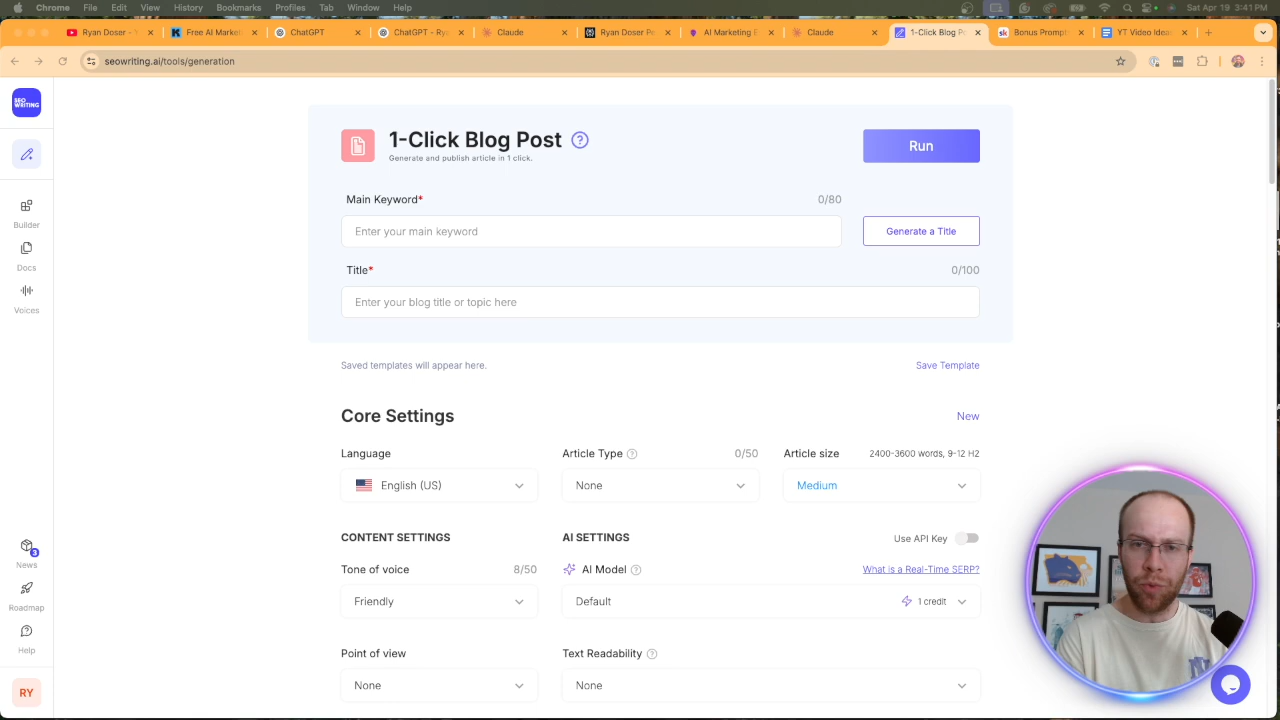 Chrome File Edit View History Bookmarks Profiles Tab Window Help Sat Apr 19 3:41 PM
Ryan Doser - Y Free AI Market ChatGPT ChatGPT - Ry Claude Ryan Doser Pe AI Marketing E Claude 1-Click Blog Po Bonus Prompt YT Video Idea
seowriting.ai/tools/generation
SEO
WRITING
1-Click Blog Post ?
Run
Generate and publish article in 1 click.
Main Keyword* 0/80
Enter your main keyword
Generate a Title
Title* 0/100
Enter your blog title or topic here
Builder
Docs
Voices
Saved templates will appear here. Save Template
Core Settings New
Language Article Type ? 0/50 Article size 2400-3600 words, 9-12 H2
English (US) None Medium
CONTENT SETTINGS AI SETTINGS Use API Key
Tone of voice 8/50 AI Model ? What is a Real-Time SERP?
Friendly Default 1 credit
Point of view Text Readability ?
None None
3
News
Roadmap
Help
RY